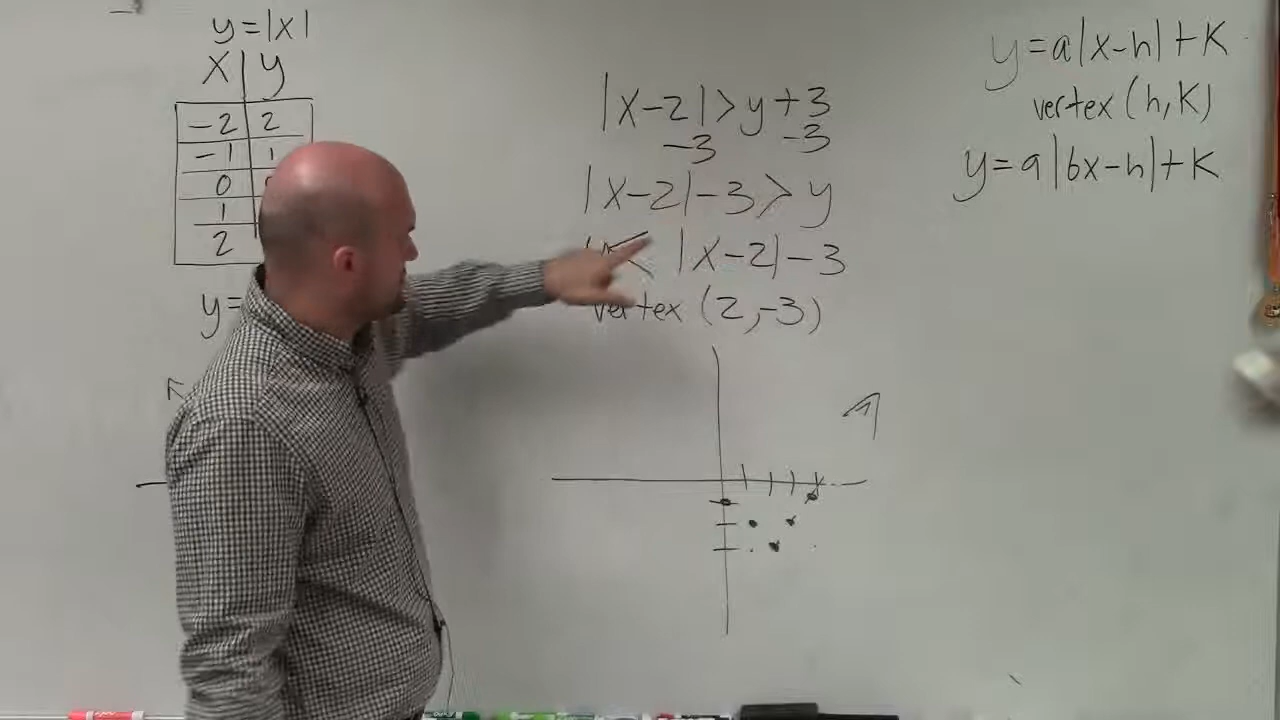 y=|x|
x | y
-2 | 2
-1 | 1
0
1
2
y=
|x-2|>y+3
-3 -3
|x-2|-3>y
< |x-2|-3
vertex (2,-3)
y=a|x-h|+K
vertex (h,K)
y=a|bx-h|+K